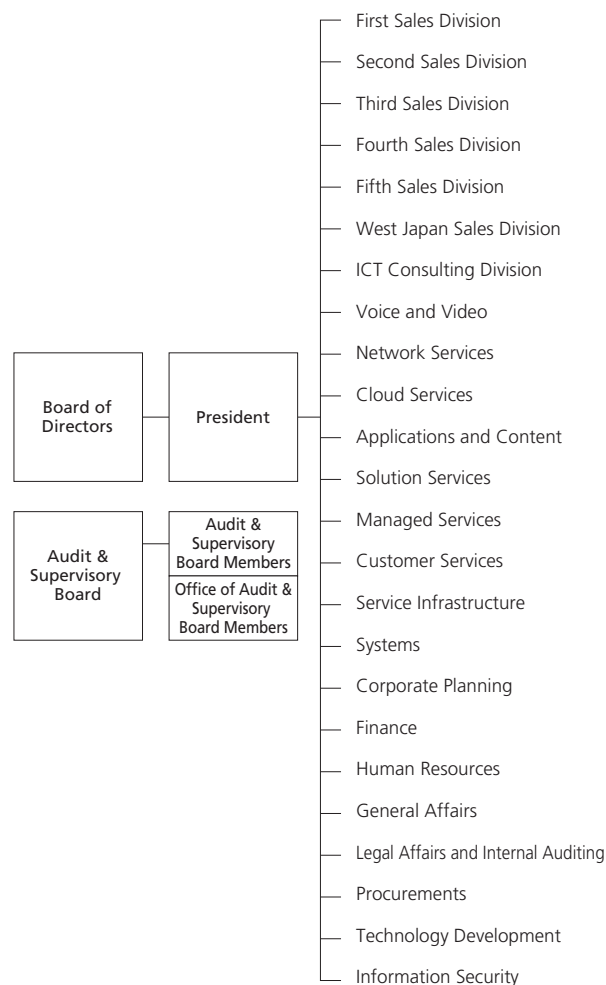 First Sales Division
Second Sales Division
Third Sales Division
Fourth Sales Division
Fifth Sales Division
West Japan Sales Division
ICT Consulting Division
Voice and Video
Network Services
Cloud Services
Applications and Content
Solution Services
Managed Services
Customer Services
Service Infrastructure
Systems
Corporate Planning
Finance
Human Resources
General Affairs
Legal Affairs and Internal Auditing
Procurements
Technology Development
Information Security
Board of
Directors
President
Audit &
Supervisory
Board
Audit &
Supervisory
Board Members
Office of Audit &
Supervisory
Board Members